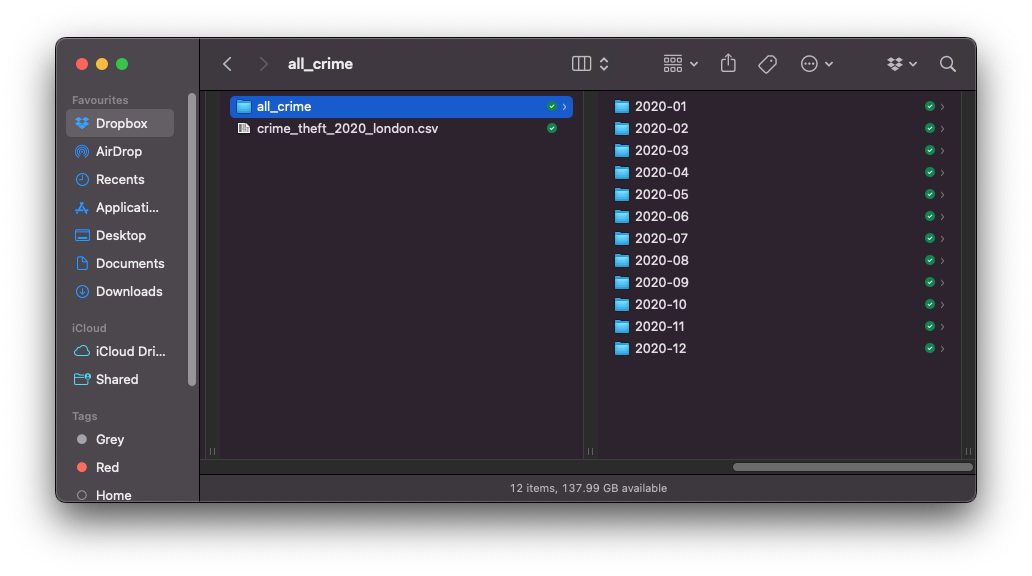 all_crime
Favourites
Dropbox
AirDrop
Recents
Applicati...
Desktop
Documents
Downloads
iCloud
iCloud Dri...
Shared
Tags
Grey
Red
Home
all_crime
crime_theft_2020_london.csv
2020-01
2020-02
2020-03
2020-04
2020-05
2020-06
2020-07
2020-08
2020-09
2020-10
2020-11
2020-12
12 items, 137.99 GB available